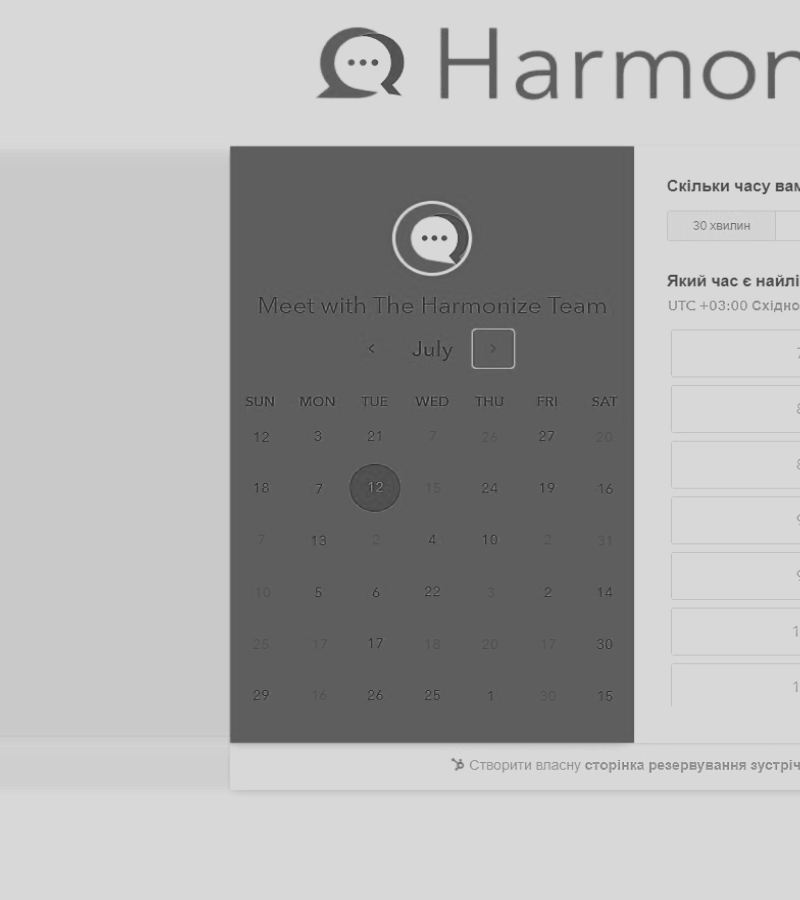 Harmon
Meet with The Harmonize Team
July
SUN MON TUE WED THU FRI SAT
12 3 21 7 26 27 20
18 7 12 15 24 19 16
7 13 2 4 10 2 31
10 5 6 22 3 2 14
25 17 17 18 20 17 30
29 16 26 25 1 30 15
Скільки часу вам
30 хвилин
Який час є найлі
UTC +03:00 Східно
7
8
8
9
9
1
1
Створити власну сторінка резервування зустріч